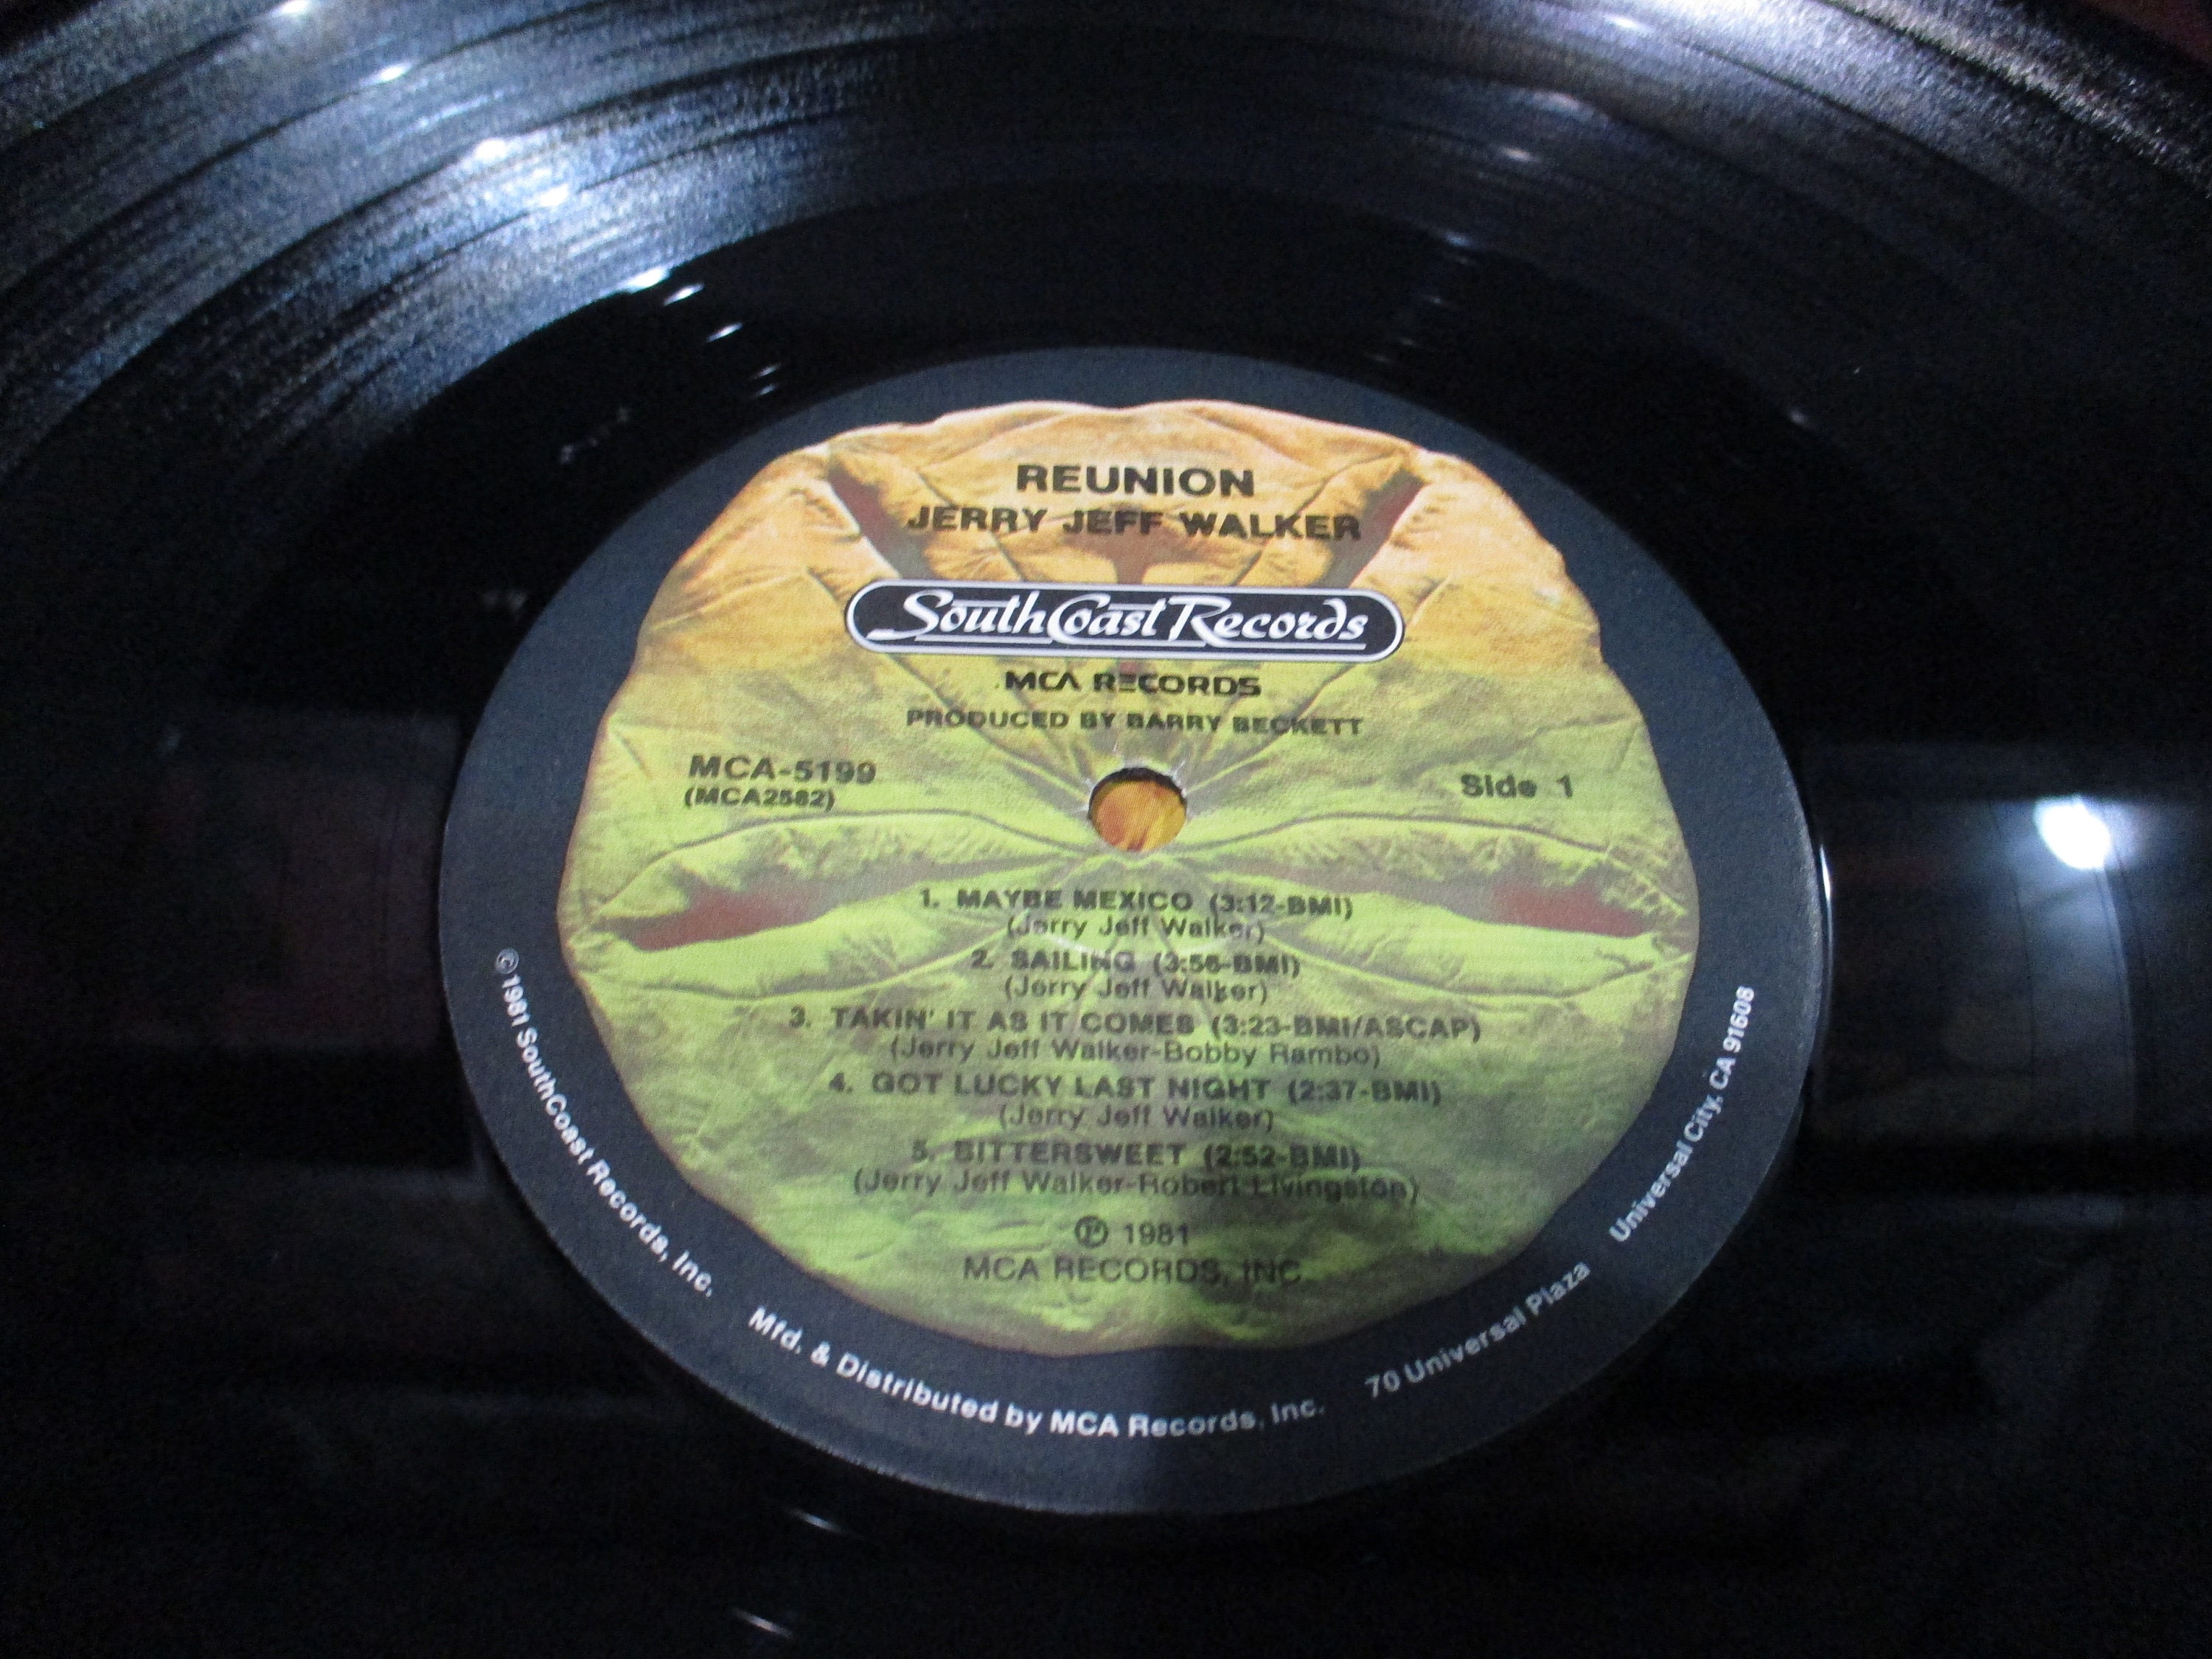 REUNION
JERRY JEFF WALKER
SouthCoast Records
MCA RECORDS
PRODUCED BY BARRY BECKETT
MCA-5199
(MCA2582)
Side 1
1. MAYBE MEXICO (3:12-BMI)
(Jerry Jeff Walker)
2. SAILING (3:56-BMI)
(Jerry Jeff Walker)
3. TAKIN' IT AS IT COMES (3:23-BMI/ASCAP)
(Jerry Jeff Walker-Bobby Rambo)
4. GOT LUCKY LAST NIGHT (2:37-BMI)
(Jerry Jeff Walker)
5. BITTERSWEET (2:52-BMI)
(Jerry Jeff Walker-Robert Livingston)
℗ 1981
MCA RECORDS, INC.
©1981 SouthCoast Records, Inc. Mfd. & Distributed by MCA Records, Inc. 70 Universal Plaza Universal City, CA 91608